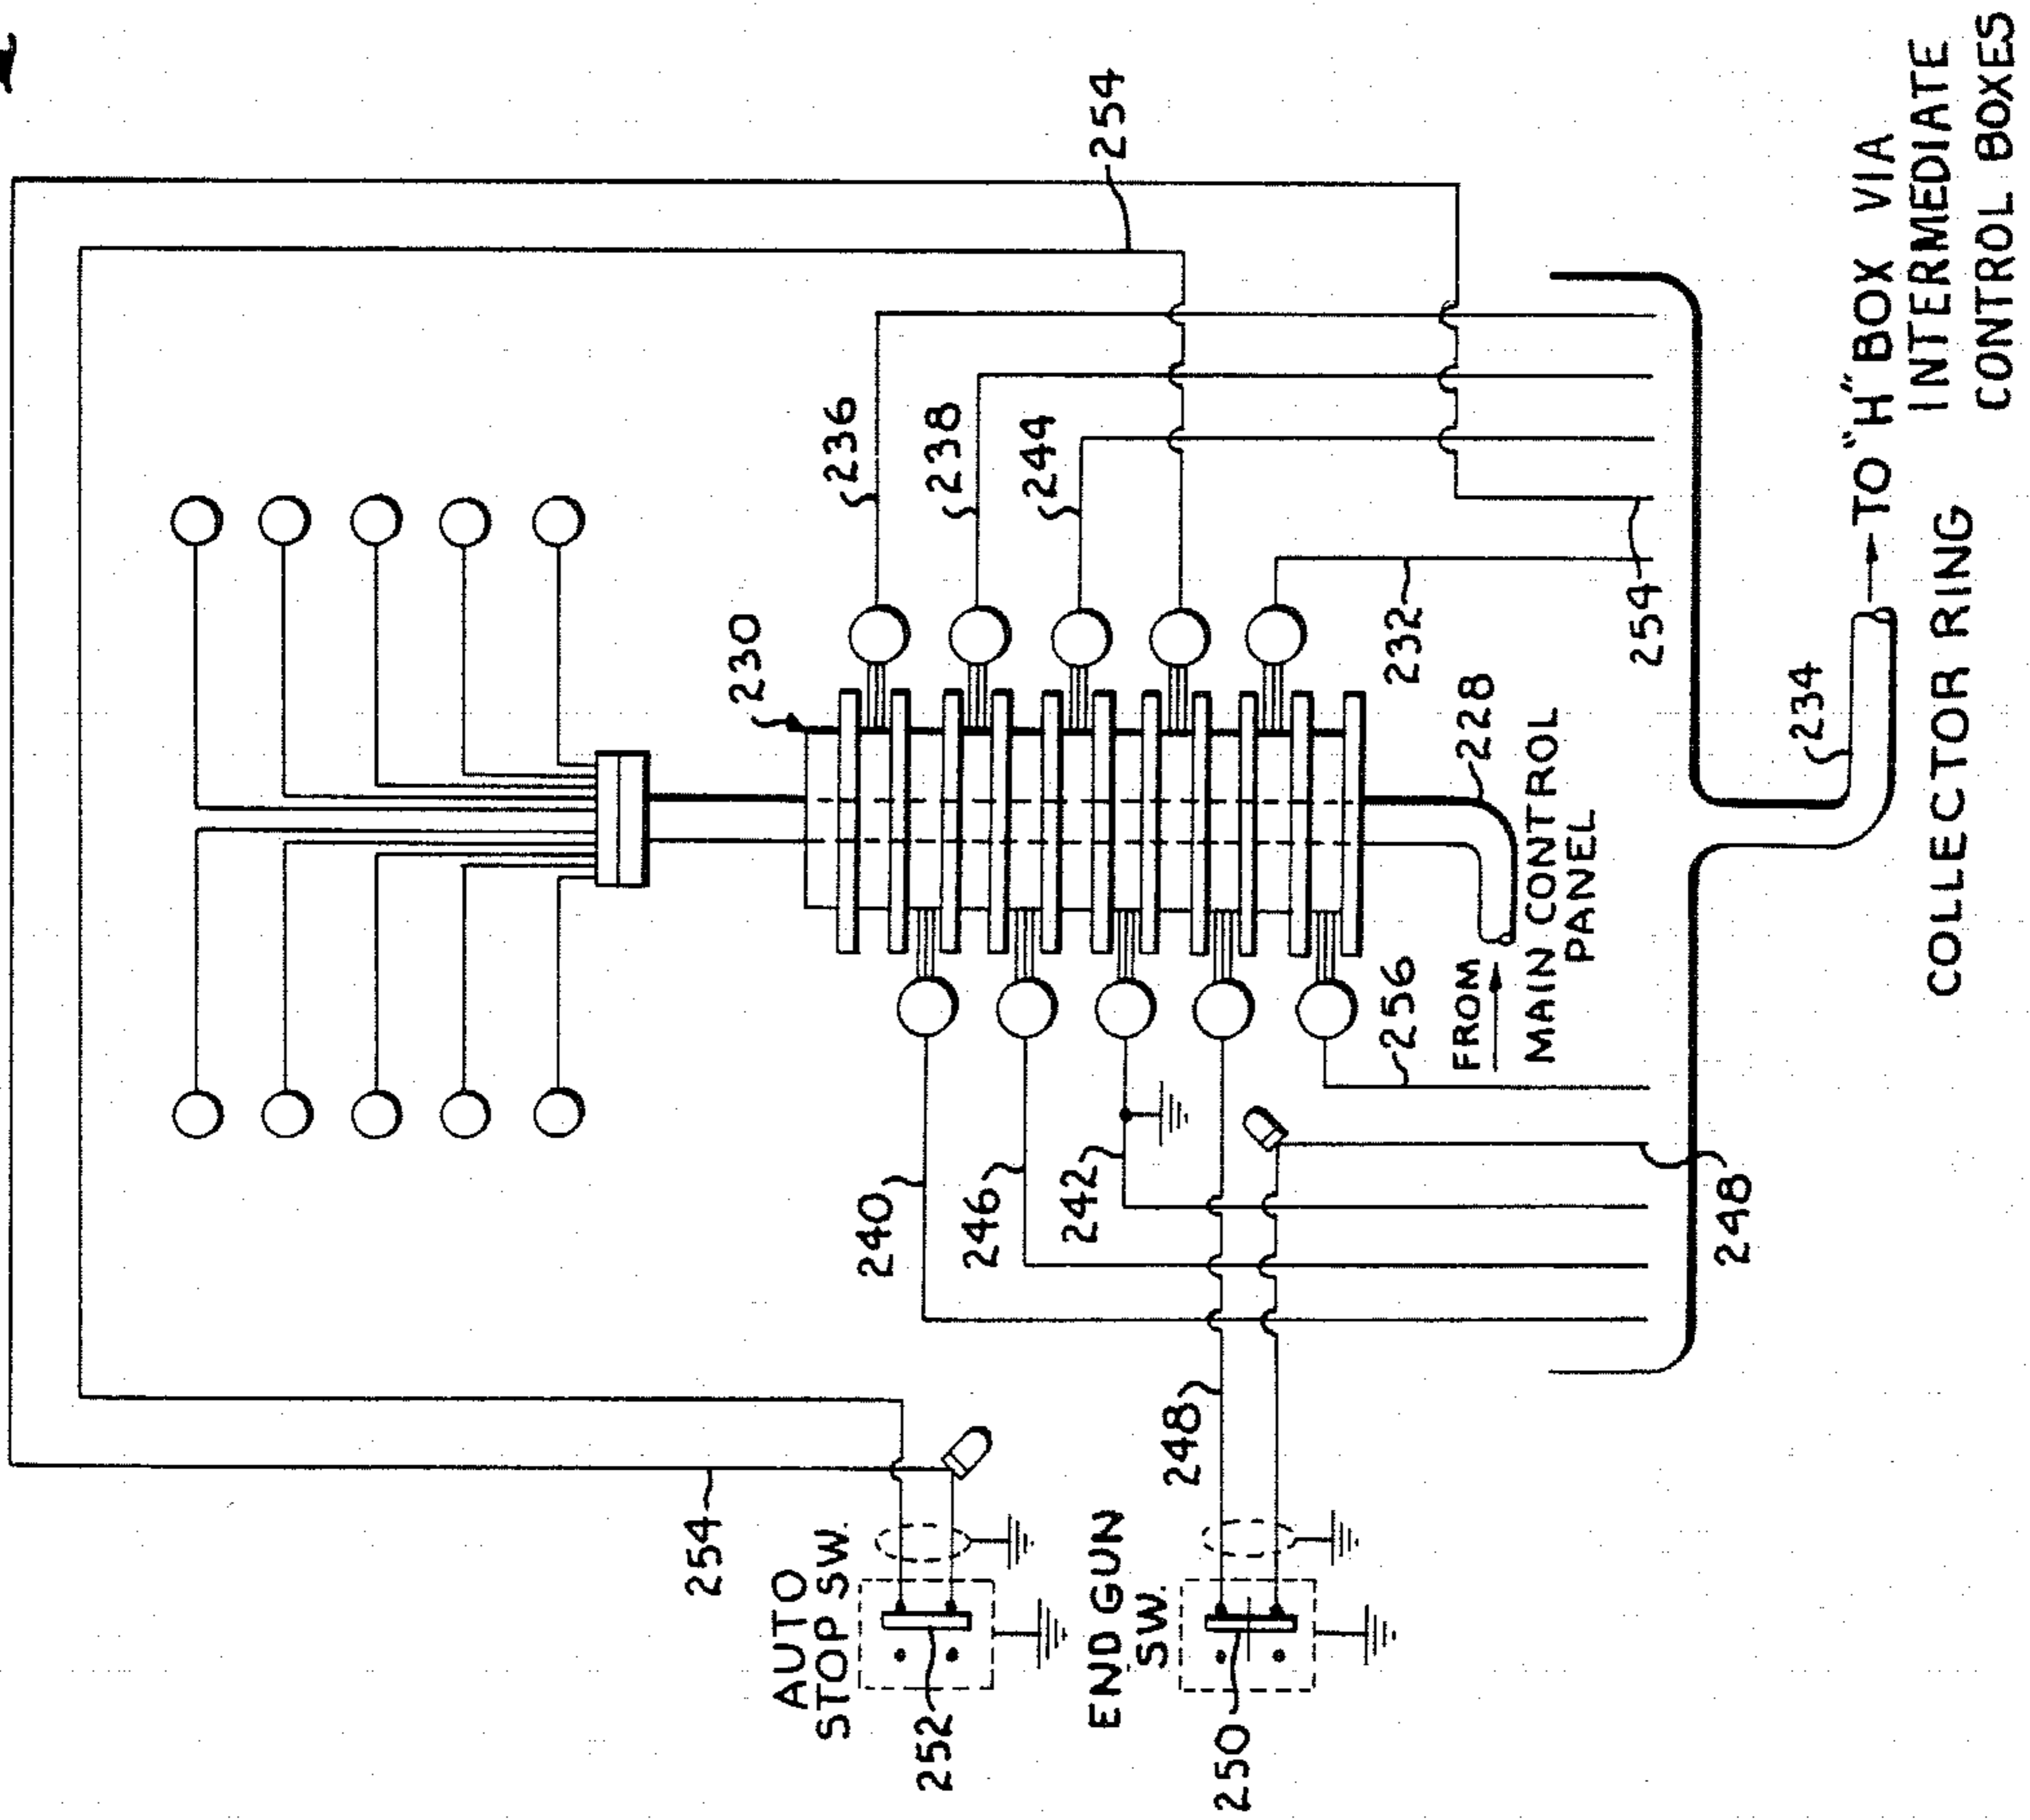 254
236
238
244
230
254
232
228
234
TO "H" BOX VIA
INTERMEDIATE
CONTROL BOXES
COLLECTOR RING
FROM
MAIN CONTROL
PANEL
256
240
246
242
248
248
254
AUTO
STOP SW.
252
END GUN
SW.
250